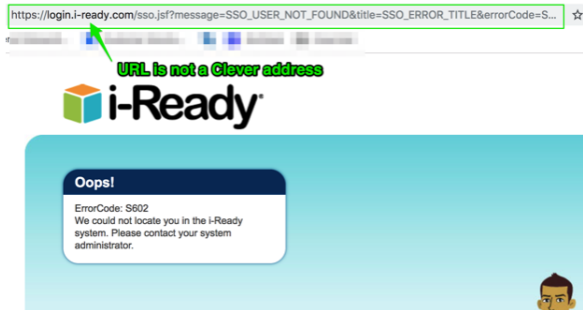 https://login.i-ready.com/sso.jsf?message=SSO_USER_NOT_FOUND&title=SSO_ERROR_TITLE&errorCode=S...
URL is not a Clever address
i-Ready
Oops!
ErrorCode: S602
We could not locate you in the i-Ready
system. Please contact your system
administrator.